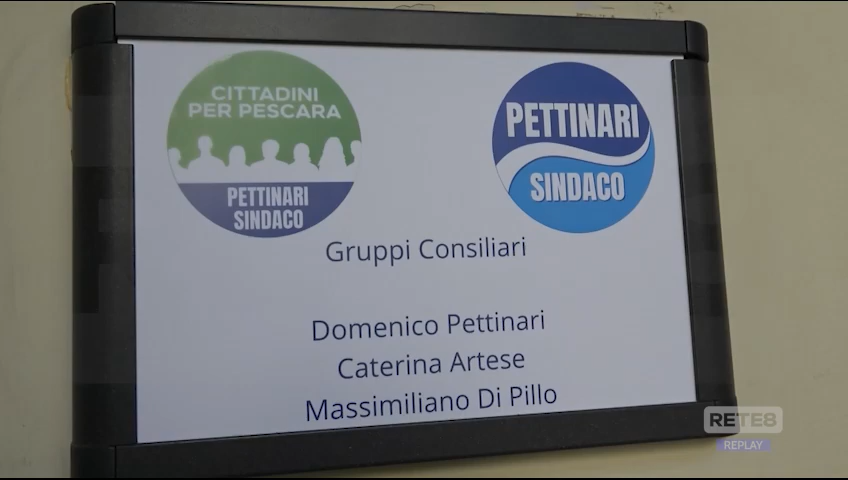 CITTADINI
PER PESCARA
PETTINARI
SINDACO
PETTINARI
SINDACO
Gruppi Consiliari
Domenico Pettinari
Caterina Artese
Massimiliano Di Pillo
RETE8
REPLAY